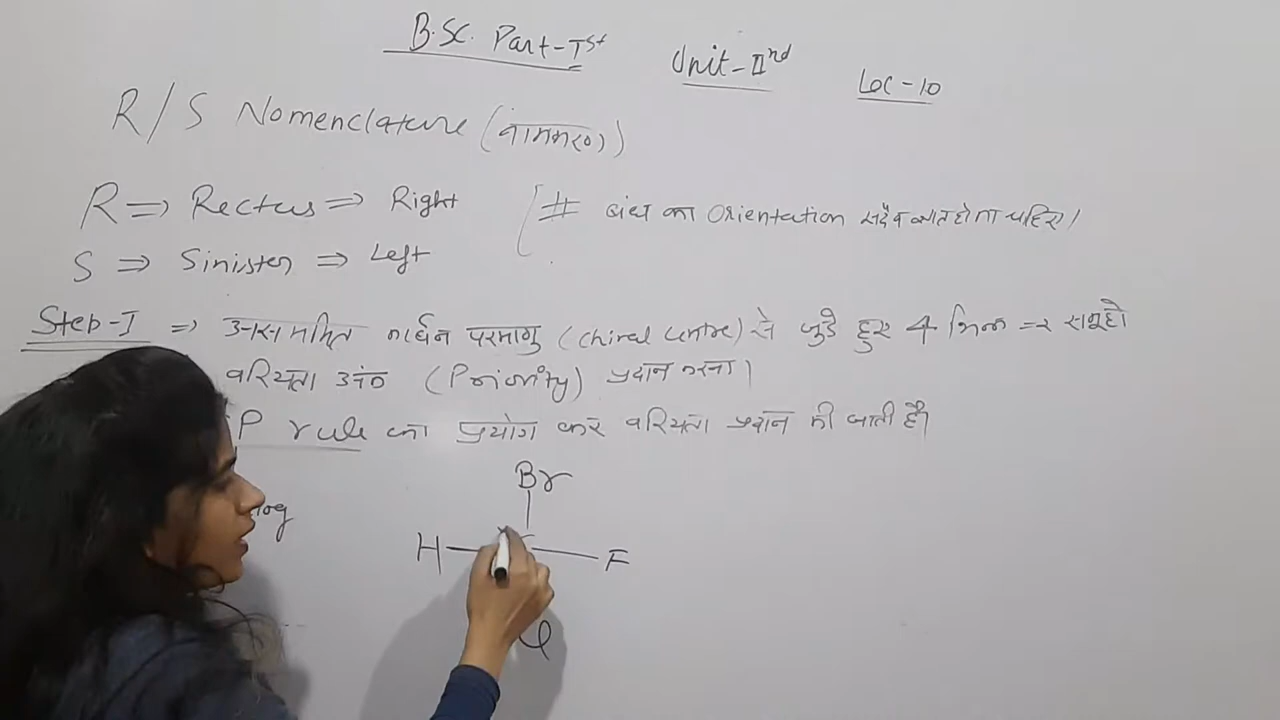 B.SC. Part-Ist Unit-IInd Lec-10
R/S Nomenclature (नामकरण)
R ⇒ Rectus ⇒ Right
# बंध का Orientation सदैव ज्ञात होना चाहिए।
S ⇒ Sinister ⇒ Left
Step-I ⇒ असममित कार्बन परमाणु (Chiral centre) से जुडे हुए 4 भिन्न-२ समूहो
वरियता क्रम (Priority) प्रदान करना।
P rule का प्रयोग कर वरियता प्रदान की जाती है।
Br
H F